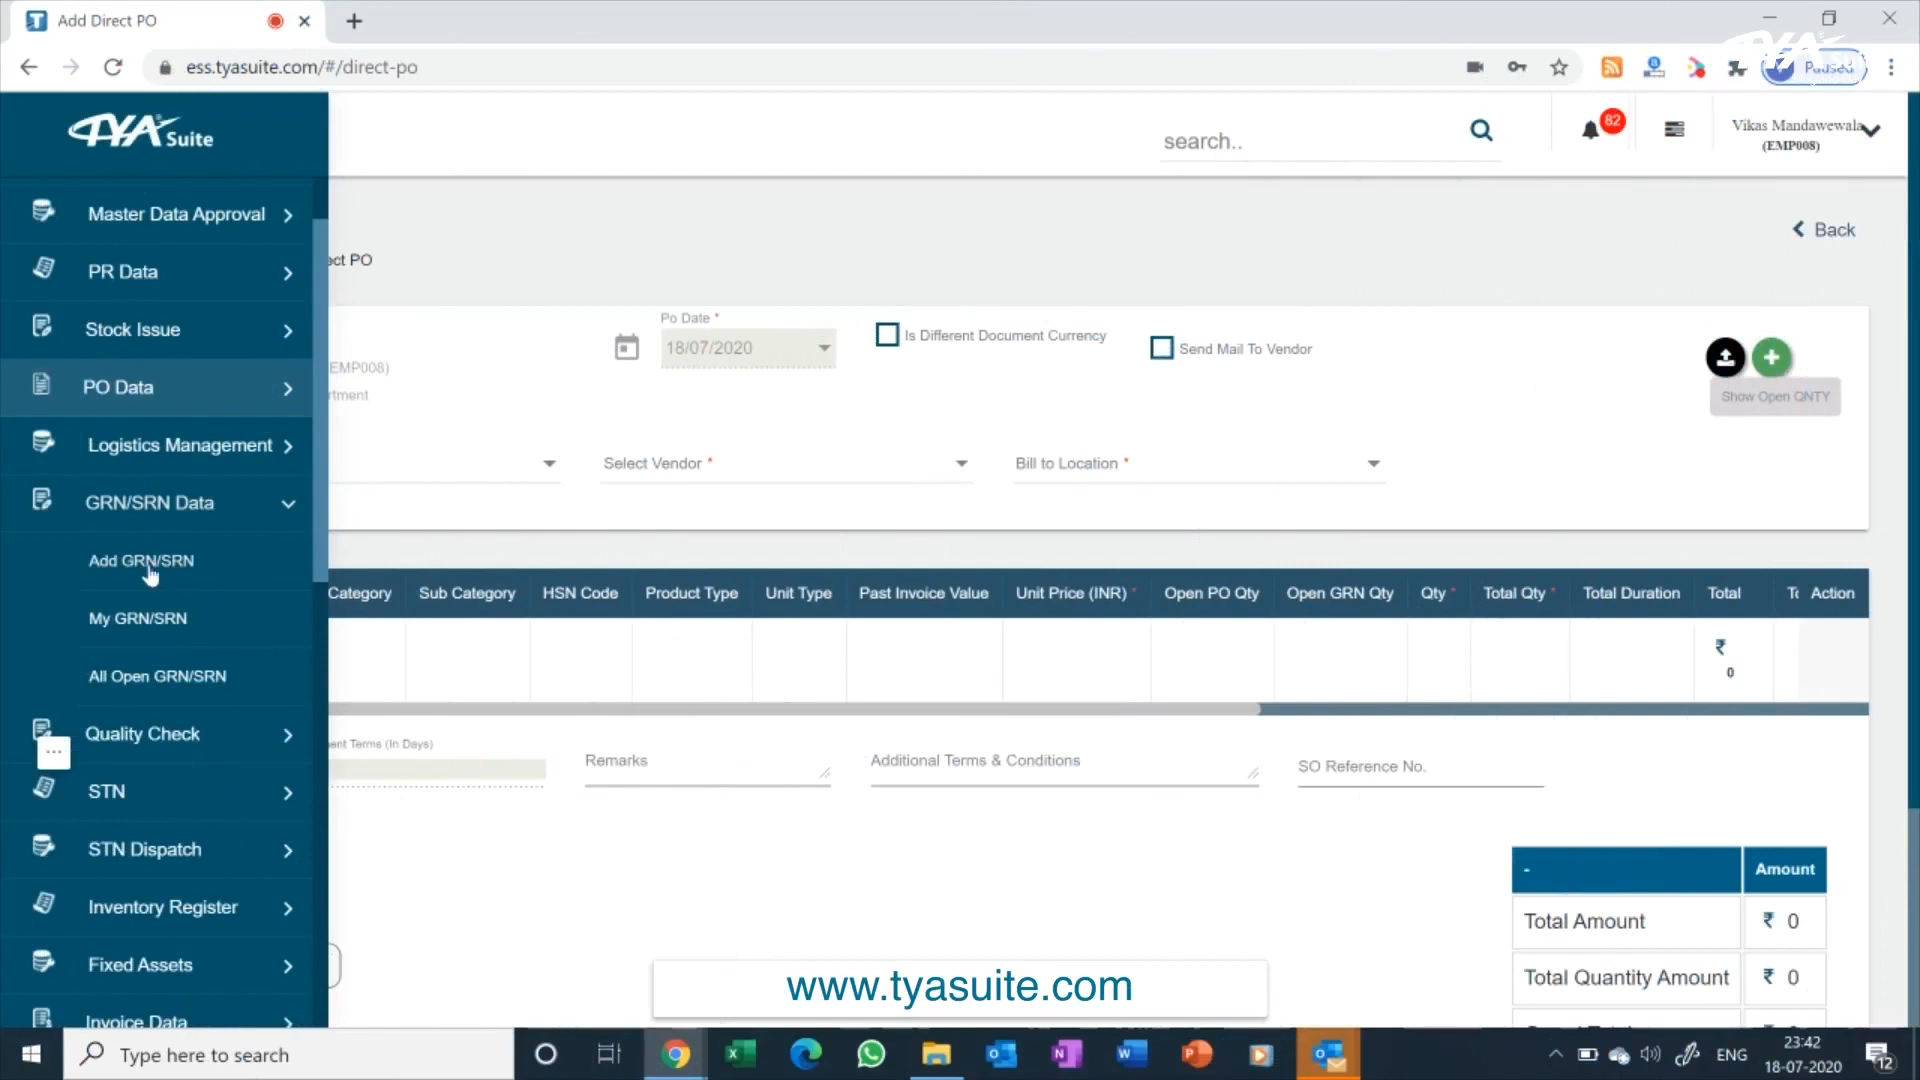 Add Direct PO
ess.tyasuite.com/#/direct-po
Paused
TYA Suite
search..
82
Vikas Mandawewala
(EMP008)
Master Data Approval
PR Data
Stock Issue
PO Data
Logistics Management
GRN/SRN Data
Add GRN/SRN
My GRN/SRN
All Open GRN/SRN
Quality Check
STN
STN Dispatch
Inventory Register
Fixed Assets
Invoice Data
Back
ect PO
Po Date *
18/07/2020
Is Different Document Currency
Send Mail To Vendor
EMP008)
rtment
Show Open QNTY
Select Vendor *
Bill to Location *
Category Sub Category HSN Code Product Type Unit Type Past Invoice Value Unit Price (INR) * Open PO Qty Open GRN Qty Qty * Total Qty * Total Duration Total Action
₹
0
ent Terms (In Days)
Remarks
Additional Terms & Conditions
SO Reference No.
- Amount
Total Amount ₹ 0
Total Quantity Amount ₹ 0
www.tyasuite.com
Type here to search
ENG
23:42
18-07-2020
12